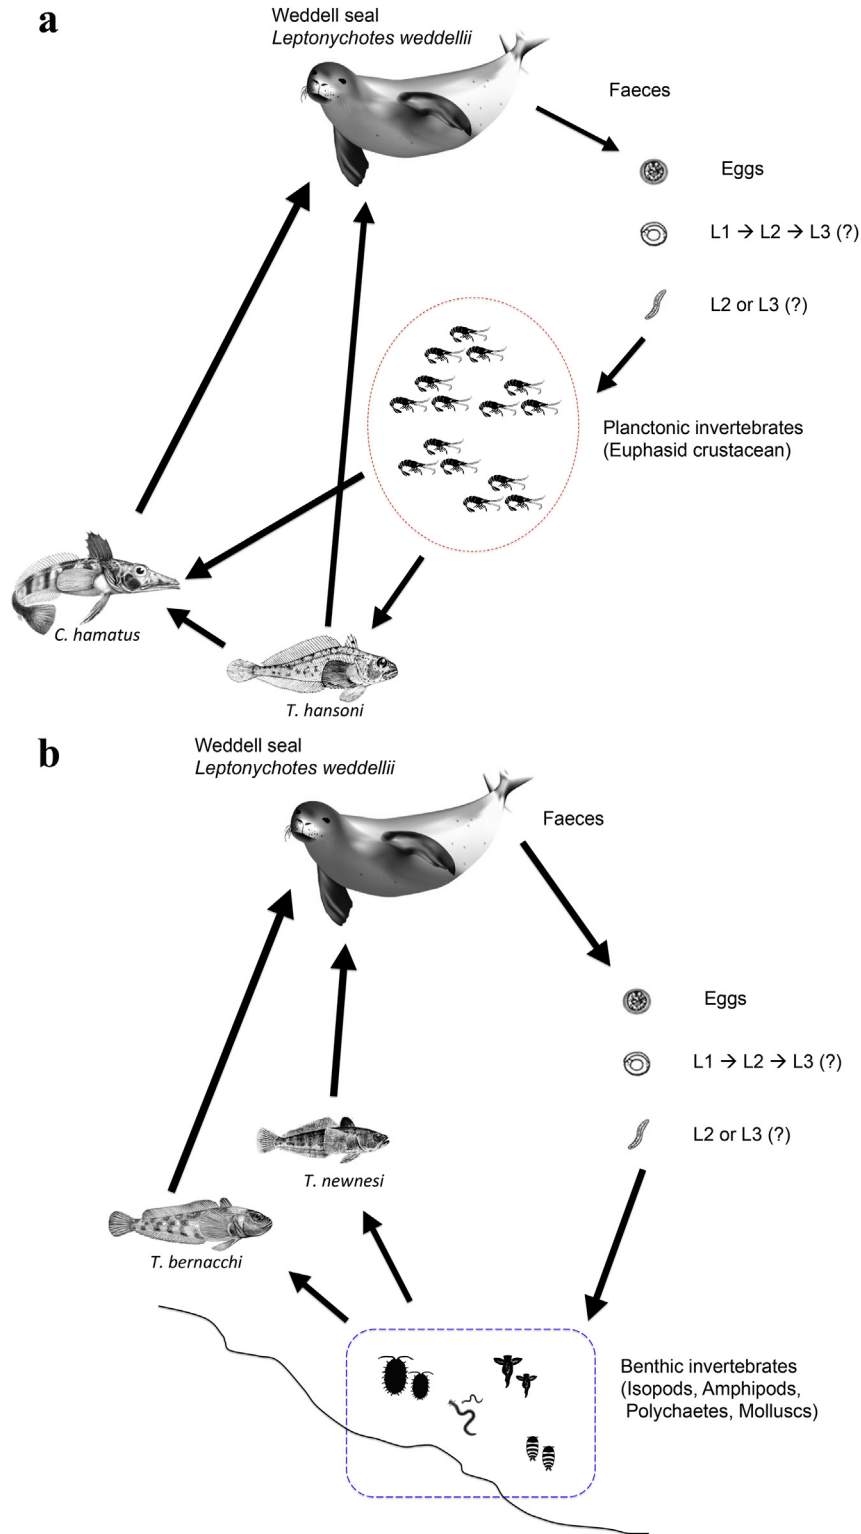 a
Weddell seal
Leptonychotes weddellii
Faeces
Eggs
L1 → L2 → L3 (?)
L2 or L3 (?)
Planctonic invertebrates
(Euphasid crustacean)
C. hamatus
T. hansoni
b
Weddell seal
Leptonychotes weddellii
Faeces
Eggs
L1 → L2 → L3 (?)
L2 or L3 (?)
T. newnesi
T. bernacchi
Benthic invertebrates
(Isopods, Amphipods,
Polychaetes, Molluscs)